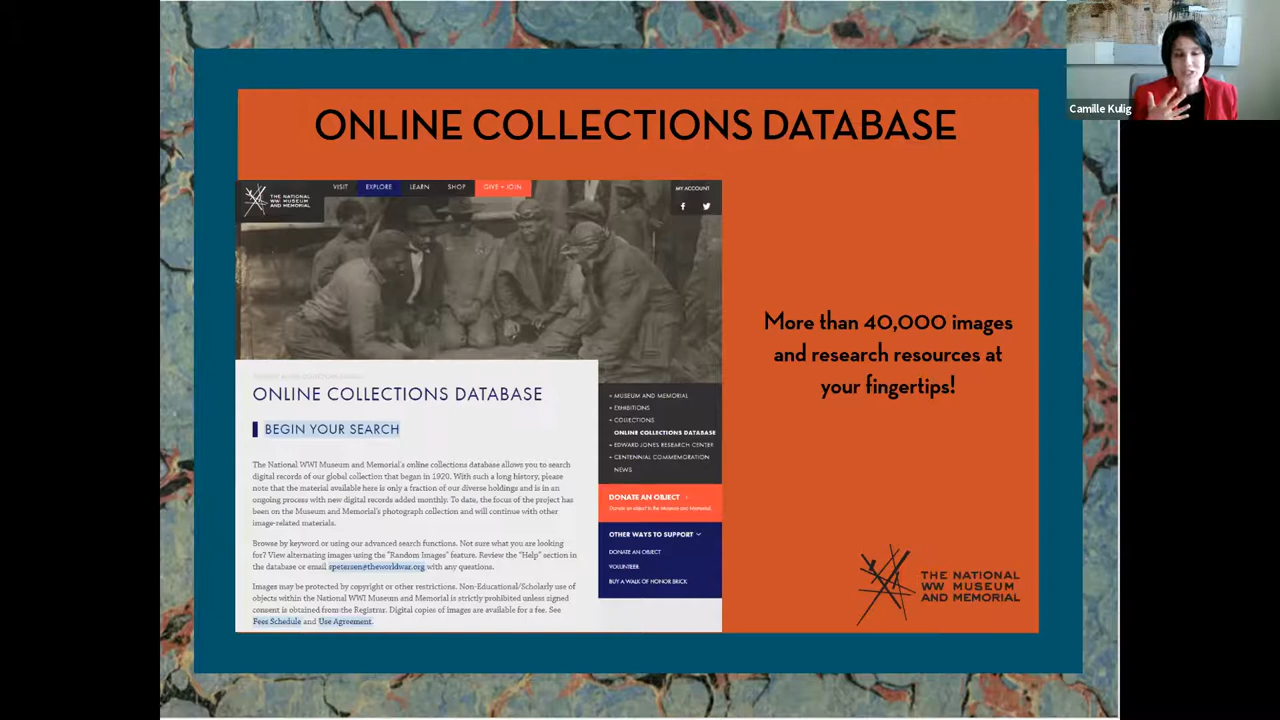 ONLINE COLLECTIONS DATABASE
Camille Kulig
THE NATIONAL
WW MUSEUM
AND MEMORIAL
VISIT
EXPLORE
LEARN
SHOP
GIVE + JOIN
MY ACCOUNT
ONLINE COLLECTIONS DATABASE
BEGIN YOUR SEARCH
The National WWI Museum and Memorial's online collections database allows you to search
digital records of our global collection that began in 1920. With such a long history, please
note that the material available here is only a fraction of our diverse holdings and is in an
ongoing process with new digital records added monthly. To date, the focus of the project has
been on the Museum and Memorial's photograph collection and will continue with other
image-related materials.
Browse by keyword or using our advanced search functions. Not sure what you are looking
for? View alternating images using the "Random Images" feature. Review the "Help" section in
the database or email spetersen@theworldwar.org with any questions.
Images may be protected by copyright or other restrictions. Non-Educational/Scholarly use of
objects within the National WWI Museum and Memorial is strictly prohibited unless signed
consent is obtained from the Registrar. Digital copies of images are available for a fee. See
Fees Schedule and Use Agreement.
+ MUSEUM AND MEMORIAL
+ EXHIBITIONS
+ COLLECTIONS
ONLINE COLLECTIONS DATABASE
+ EDWARD JONES RESEARCH CENTER
+ CENTENNIAL COMMEMORATION
NEWS
DONATE AN OBJECT
Donate an object to the Museum and Memorial.
OTHER WAYS TO SUPPORT
DONATE AN OBJECT
VOLUNTEER
BUY A WALK OF HONOR BRICK
More than 40,000 images
and research resources at
your fingertips!
THE NATIONAL
WW MUSEUM
AND MEMORIAL